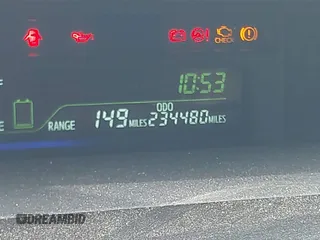 CHECK
10:53
F
ODO
E RANGE 149 MILES 234480 MILES
DREAMBID